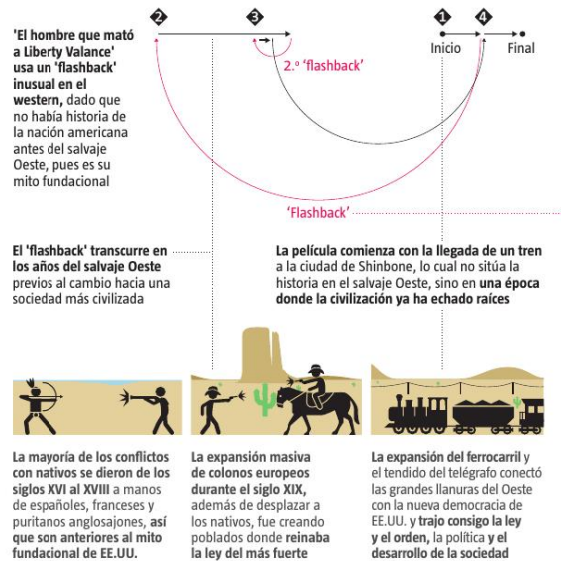 2 3 1 4
'El hombre que mató
a Liberty Valance'
usa un 'flashback'
inusual en el
western, dado que
no había historia de
la nación americana
antes del salvaje
Oeste, pues es su
mito fundacional
Inicio Final
2.º 'flashback'
'Flashback'
El 'flashback' transcurre en
los años del salvaje Oeste
previos al cambio hacia una
sociedad más civilizada
La película comienza con la llegada de un tren
a la ciudad de Shinbone, lo cual no sitúa la
historia en el salvaje Oeste, sino en una época
donde la civilización ya ha echado raíces
La mayoría de los conflictos
con nativos se dieron de los
siglos XVI al XVIII a manos
de españoles, franceses y
puritanos anglosajones, así
que son anteriores al mito
fundacional de EE.UU.
La expansión masiva
de colonos europeos
durante el siglo XIX,
además de desplazar a
los nativos, fue creando
poblados donde reinaba
la ley del más fuerte
La expansión del ferrocarril y
el tendido del telégrafo conectó
las grandes llanuras del Oeste
con la nueva democracia de
EE.UU. y trajo consigo la ley
y el orden, la política y el
desarrollo de la sociedad